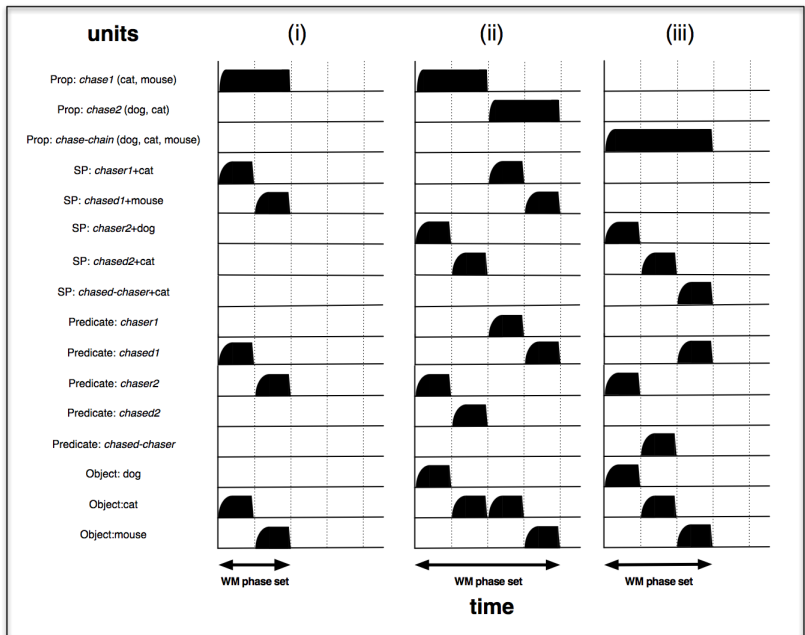 units (i) (ii) (iii)
Prop: chase1 (cat, mouse)
Prop: chase2 (dog, cat)
Prop: chase-chain (dog, cat, mouse)
SP: chaser1+cat
SP: chased1+mouse
SP: chaser2+dog
SP: chased2+cat
SP: chased-chaser+cat
Predicate: chaser1
Predicate: chased1
Predicate: chaser2
Predicate: chased2
Predicate: chased-chaser
Object: dog
Object:cat
Object:mouse
WM phase set WM phase set WM phase set
time